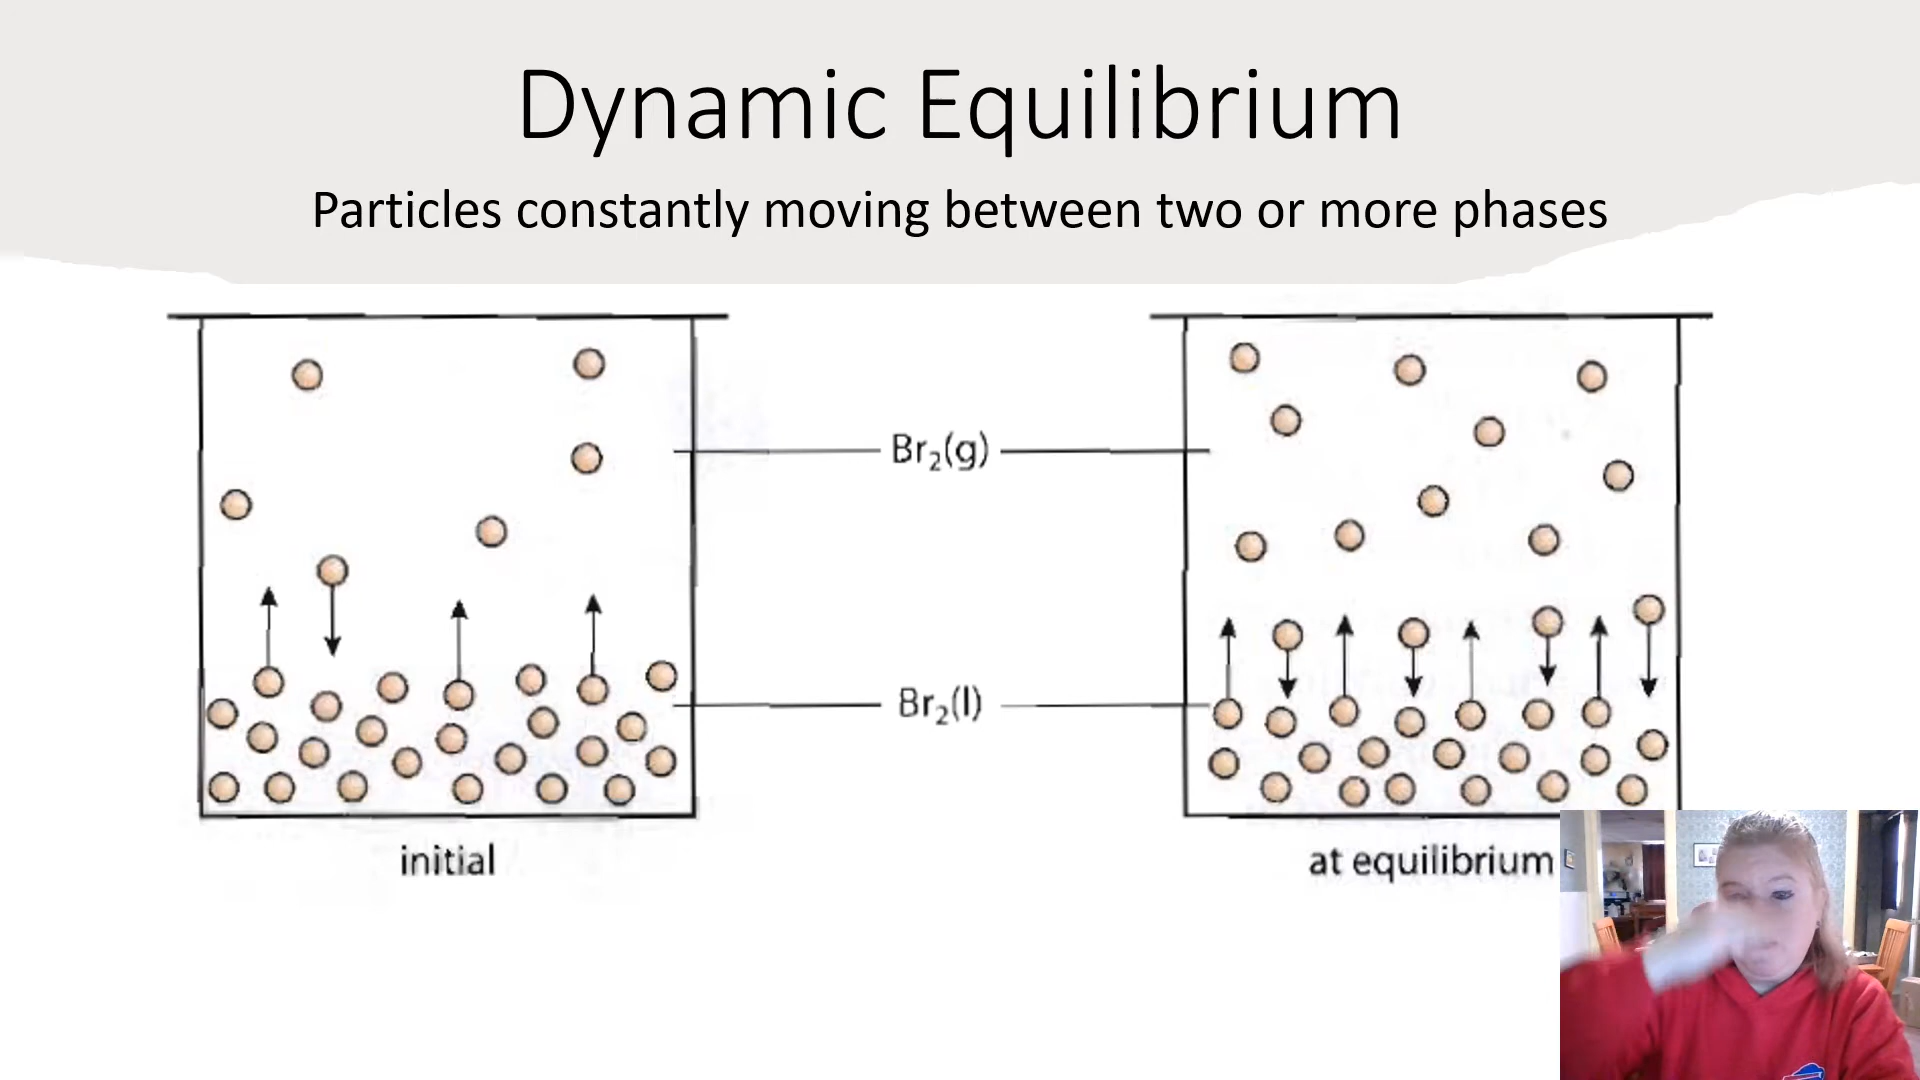 Dynamic Equilibrium
Particles constantly moving between two or more phases
Br₂(g)
Br₂(l)
initial
at equilibrium